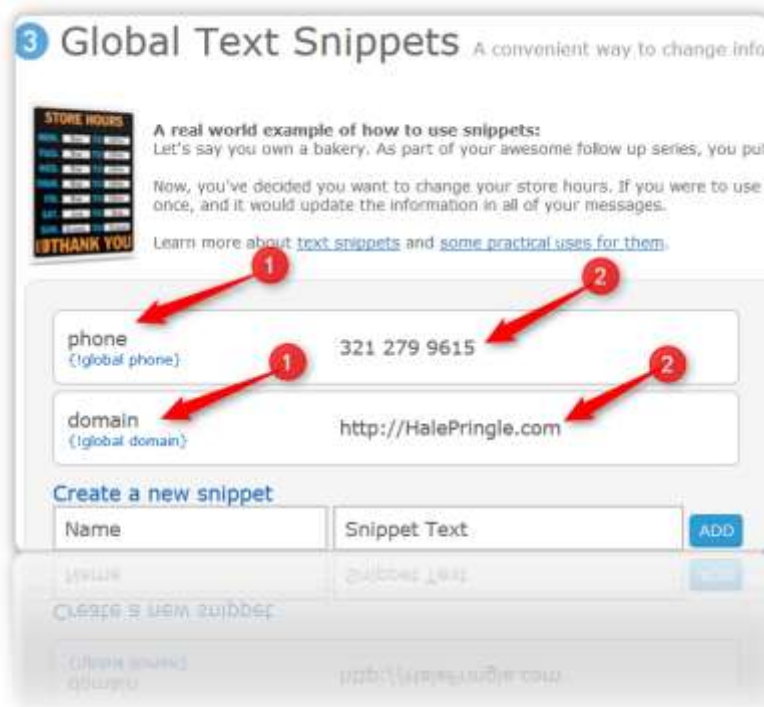 3 Global Text Snippets A convenient way to change info
STORE HOURS
THANK YOU
A real world example of how to use snippets:
Let's say you own a bakery. As part of your awesome follow up series, you put
Now, you've decided you want to change your store hours. If you were to use
once, and it would update the information in all of your messages.
Learn more about text snippets and some practical uses for them.
1
2
phone
{!global phone}
321 279 9615
1
2
domain
{!global domain}
http://HalePringle.com
Create a new snippet
Name
Snippet Text
ADD